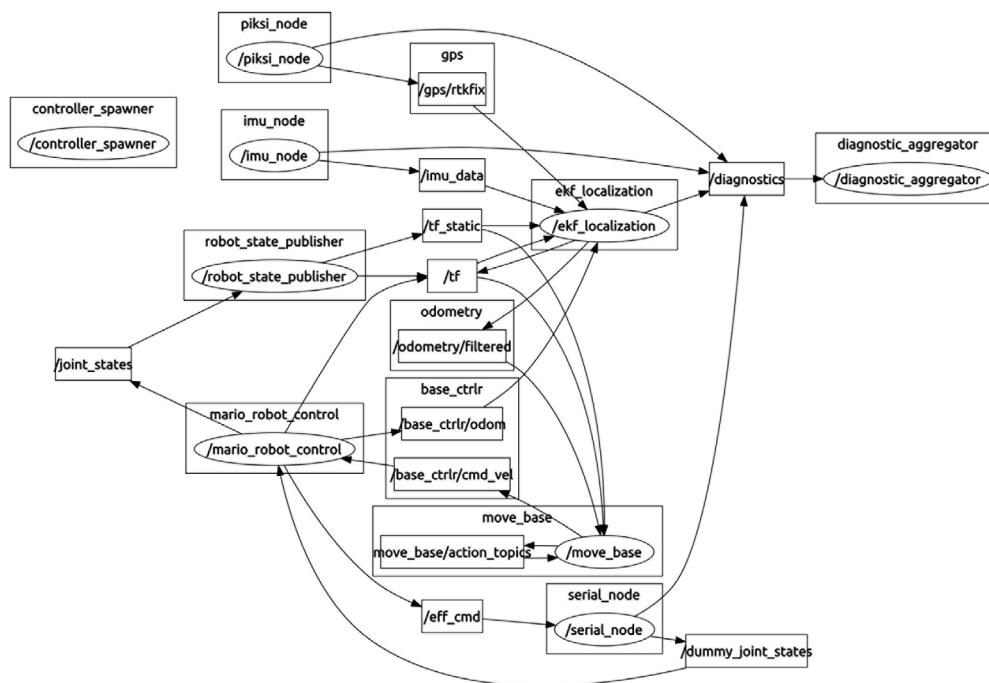 piksi_node
/piksi_node
gps
/gps/rtkfix
controller_spawner
/controller_spawner
imu_node
/imu_node
/imu_data
diagnostic_aggregator
/diagnostics
/diagnostic_aggregator
ekf_localization
/ekf_localization
/tf_static
robot_state_publisher
/robot_state_publisher
/tf
odometry
/odometry/filtered
/joint_states
base_ctrlr
/base_ctrlr/odom
mario_robot_control
/mario_robot_control
/base_ctrlr/cmd_vel
move_base
move_base/action_topics
/move_base
serial_node
/eff_cmd
/serial_node
/dummy_joint_states